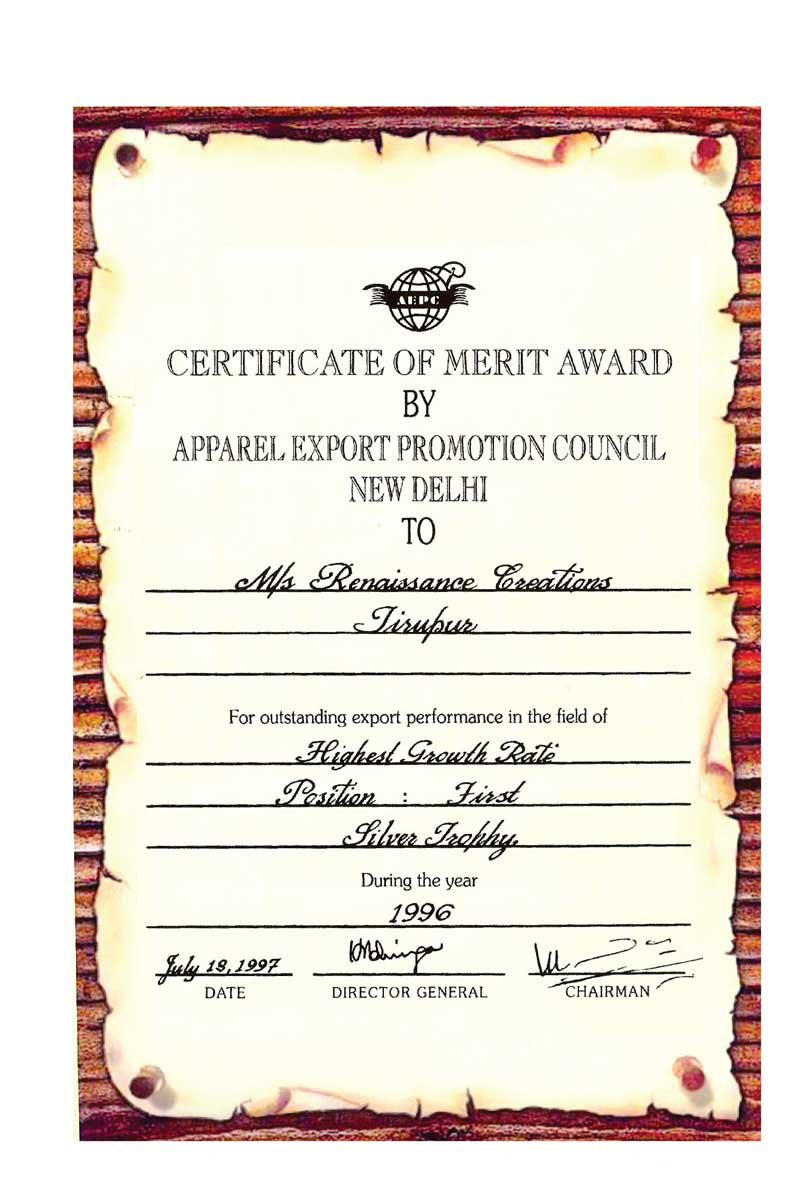 AEPC
CERTIFICATE OF MERIT AWARD
BY
APPAREL EXPORT PROMOTION COUNCIL
NEW DELHI
TO
M/s Renaissance Creations
Tirupur
For outstanding export performance in the field of
Highest Growth Rate
Position : First
Silver Trophy.
During the year
1996
July 18, 1997
DATE
DIRECTOR GENERAL
CHAIRMAN